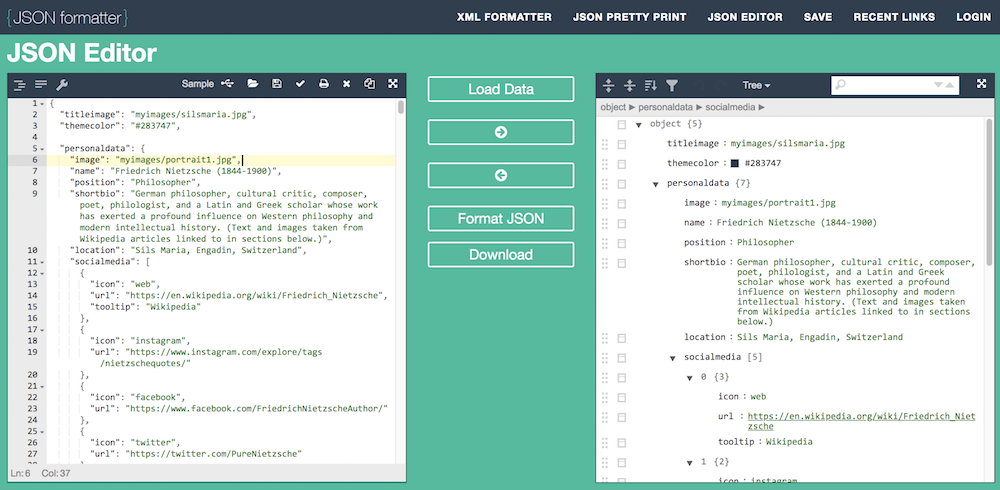 {JSON formatter}
XML FORMATTER JSON PRETTY PRINT JSON EDITOR SAVE RECENT LINKS LOGIN
JSON Editor
Sample
1 {
2 "titleimage": "myimages/silsmaria.jpg",
3 "themecolor": "#283747",
4
5 "personaldata": {
6 "image": "myimages/portrait1.jpg",
7 "name": "Friedrich Nietzsche (1844-1900)",
8 "position": "Philosopher",
9 "shortbio": "German philosopher, cultural critic, composer,
poet, philologist, and a Latin and Greek scholar whose work
has exerted a profound influence on Western philosophy and
modern intellectual history. (Text and images taken from
Wikipedia articles linked to in sections below.)",
10 "location": "Sils Maria, Engadin, Switzerland",
11 "socialmedia": [
12 {
13 "icon": "web",
14 "url": "https://en.wikipedia.org/wiki/Friedrich_Nietzsche",
15 "tooltip": "Wikipedia"
16 },
17 {
18 "icon": "instagram",
19 "url": "https://www.instagram.com/explore/tags
/nietzschequotes/"
20 },
21 {
22 "icon": "facebook",
23 "url": "https://www.facebook.com/FriedrichNietzscheAuthor/"
24 },
25 {
26 "icon": "twitter",
27 "url": "https://twitter.com/PureNietzsche"
28
Ln: 6 Col: 37
Load Data
Format JSON
Download
Tree
object personaldata socialmedia
object {5}
titleimage : myimages/silsmaria.jpg
themecolor : #283747
personaldata {7}
image : myimages/portrait1.jpg
name : Friedrich Nietzsche (1844-1900)
position : Philosopher
shortbio : German philosopher, cultural critic, composer,
poet, philologist, and a Latin and Greek
scholar whose work has exerted a profound
influence on Western philosophy and modern
intellectual history. (Text and images taken
from Wikipedia articles linked to in sections
below.)
location : Sils Maria, Engadin, Switzerland
socialmedia [5]
0 {3}
icon : web
url : https://en.wikipedia.org/wiki/Friedrich_Niet
zsche
tooltip : Wikipedia
1 {2}
icon : instagram